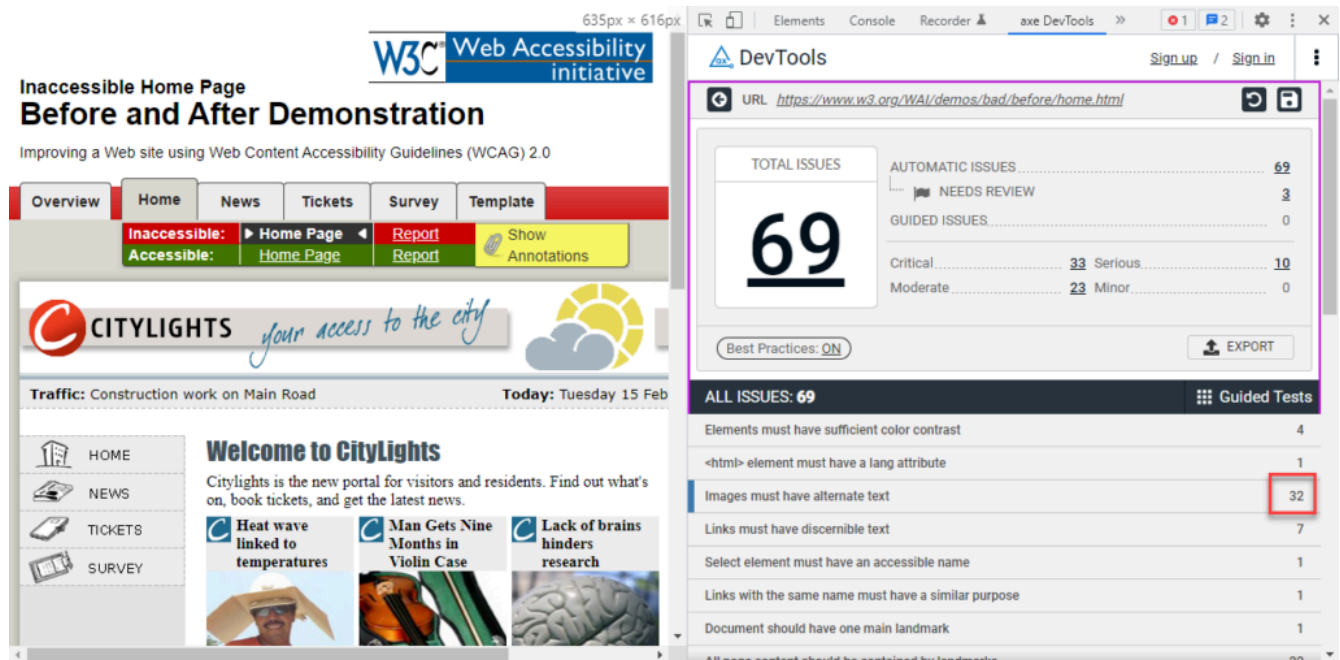 635px × 616px
W3C® Web Accessibility
initiative
Inaccessible Home Page
Before and After Demonstration
Improving a Web site using Web Content Accessibility Guidelines (WCAG) 2.0
Overview Home News Tickets Survey Template
Inaccessible: Home Page Report Show
Accessible: Home Page Report Annotations
C CITYLIGHTS your access to the city
Traffic: Construction work on Main Road Today: Tuesday 15 Feb
HOME
NEWS
TICKETS
SURVEY
Welcome to CityLights
Citylights is the new portal for visitors and residents. Find out what's
on, book tickets, and get the latest news.
C Heat wave
linked to
temperatures
C Man Gets Nine
Months in
Violin Case
C Lack of brains
hinders
research
Elements Console Recorder axe DevTools » 1 2
ax DevTools Sign up / Sign in
URL https://www.w3.org/WAI/demos/bad/before/home.html
TOTAL ISSUES
69
AUTOMATIC ISSUES 69
NEEDS REVIEW 3
GUIDED ISSUES 0
Critical 33 Serious 10
Moderate 23 Minor 0
Best Practices: ON EXPORT
ALL ISSUES: 69 Guided Tests
Elements must have sufficient color contrast 4
<html> element must have a lang attribute 1
Images must have alternate text 32
Links must have discernible text 7
Select element must have an accessible name 1
Links with the same name must have a similar purpose 1
Document should have one main landmark 1